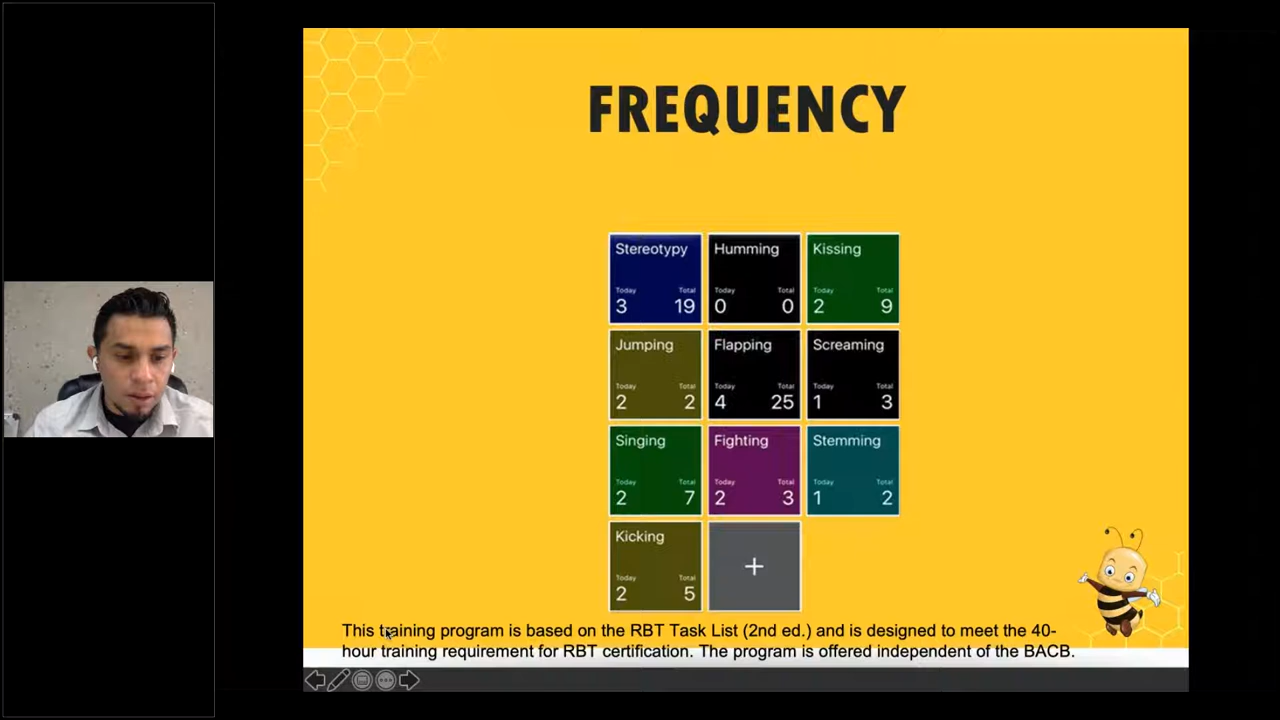 FREQUENCY
Stereotypy Humming Kissing
Today Total Today Total Today Total
3 19 0 0 2 9
Jumping Flapping Screaming
Today Total Today Total Today Total
2 2 4 25 1 3
Singing Fighting Stemming
Today Total Today Total Today Total
2 7 2 3 1 2
Kicking
Today Total
2 5 +
This training program is based on the RBT Task List (2nd ed.) and is designed to meet the 40-
hour training requirement for RBT certification. The program is offered independent of the BACB.